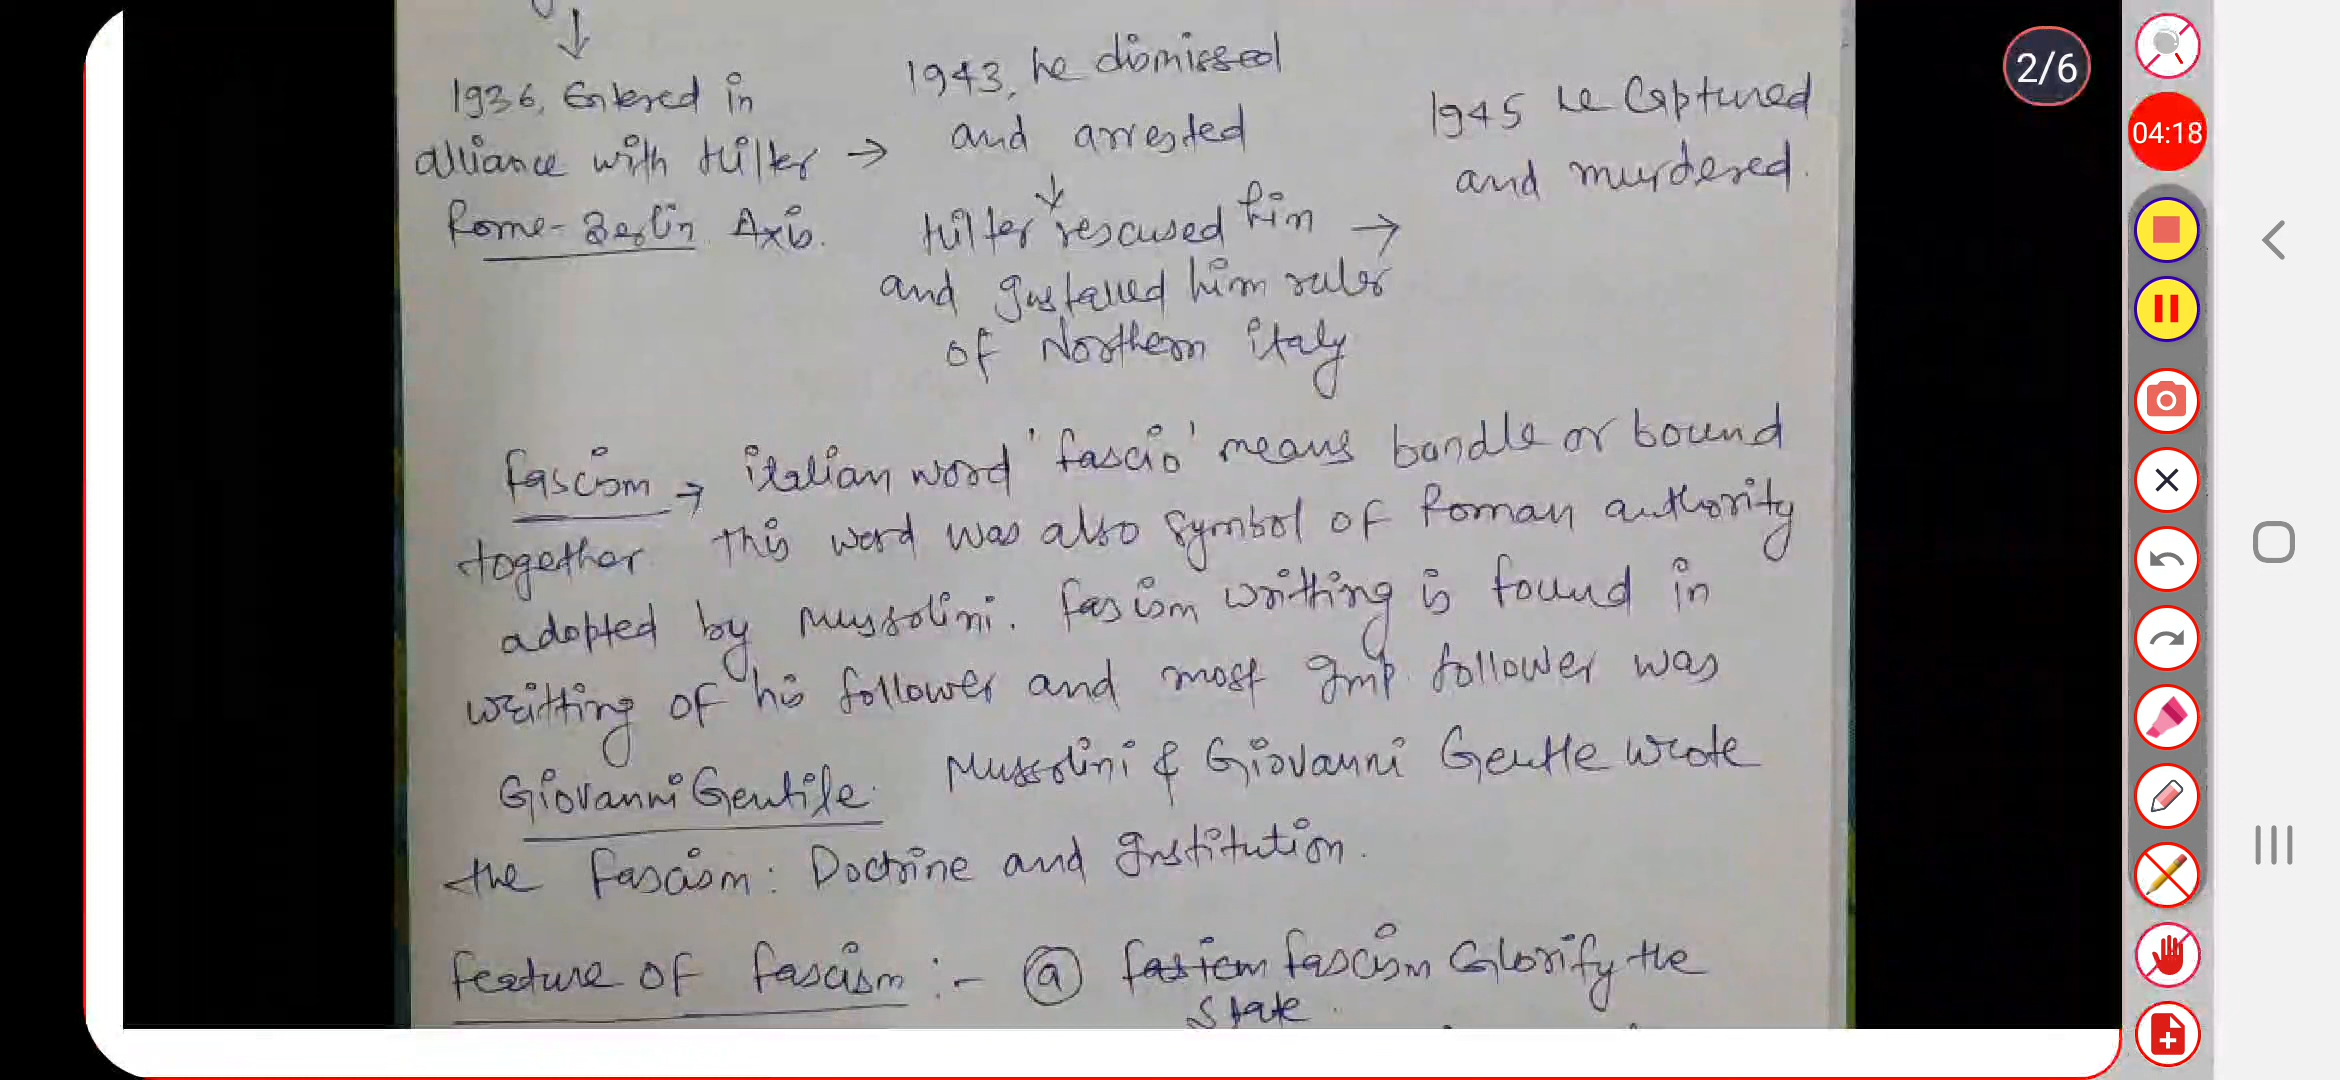 1936, Entered in
alliance with Hitler →
Rome-Berlin Axis.
1943, he dismissed
and arrested
Hitler rescused him →
and Installed him ruler
of Northern italy
1945 he Captured
and murdered.
Fascism → italian word 'fascio' means bandle or bound
together This word was also symbol of Roman authority
adopted by Mussolini. Fascism writting is found in
writting of his follower and most Imp. follower was
Giovanni Gentile. Mussolini & Giovanni Gentle wrote
the Fascism: Doctrine and Institution.
feature of fascism :- (a) fascism Glorify the
State.
2/6
04:18